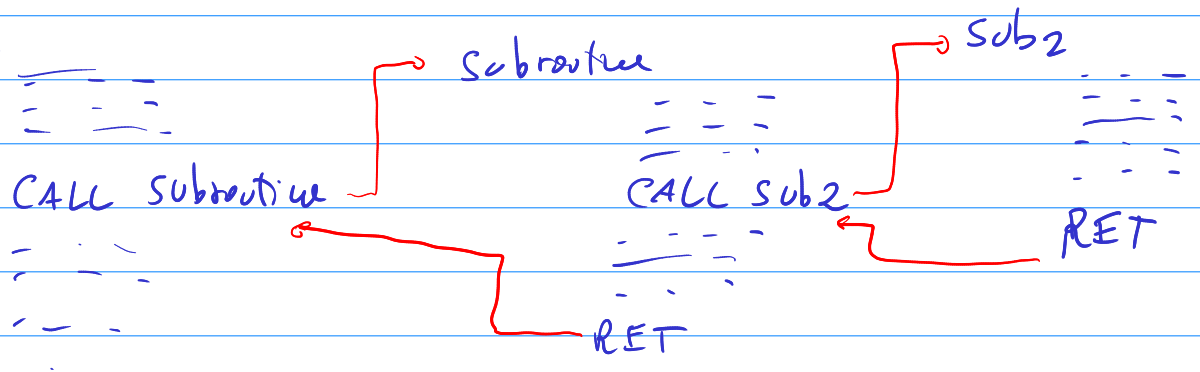 Subroutine
Sub2
CALL Subroutine
CALL Sub2
RET
RET